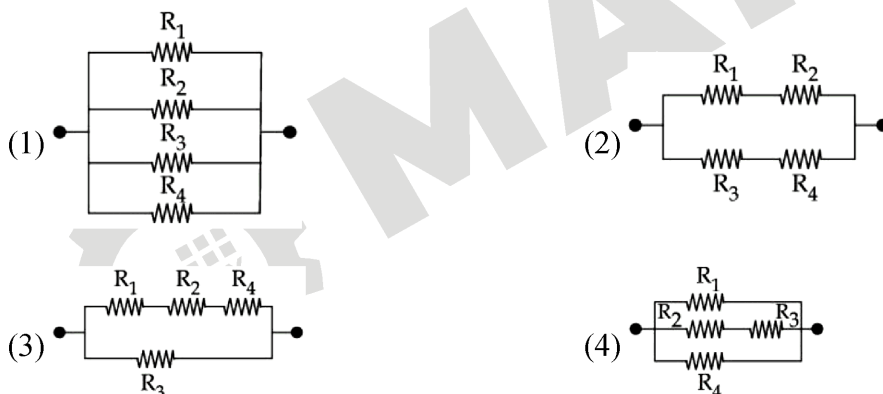 (1) R1
R2
R3
R4
(2) R1 R2
R3 R4
(3) R1 R2 R4
R3
(4) R1
R2 R3
R4
MA